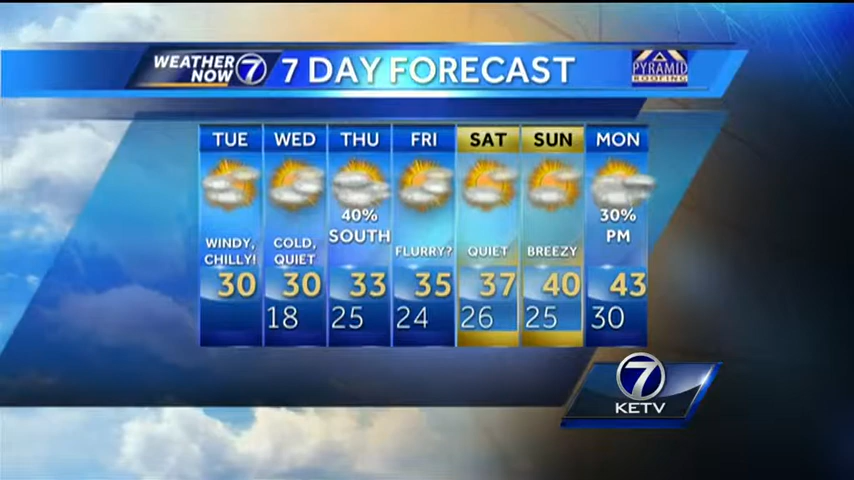 WEATHER NOW 7
7 DAY FORECAST
PYRAMID
ROOFING
TUE WED THU FRI SAT SUN MON
40% 30%
SOUTH PM
WINDY, CHILLY! COLD, QUIET FLURRY? QUIET BREEZY
30 30 33 35 37 40 43
18 25 24 26 25 30
7
KETV